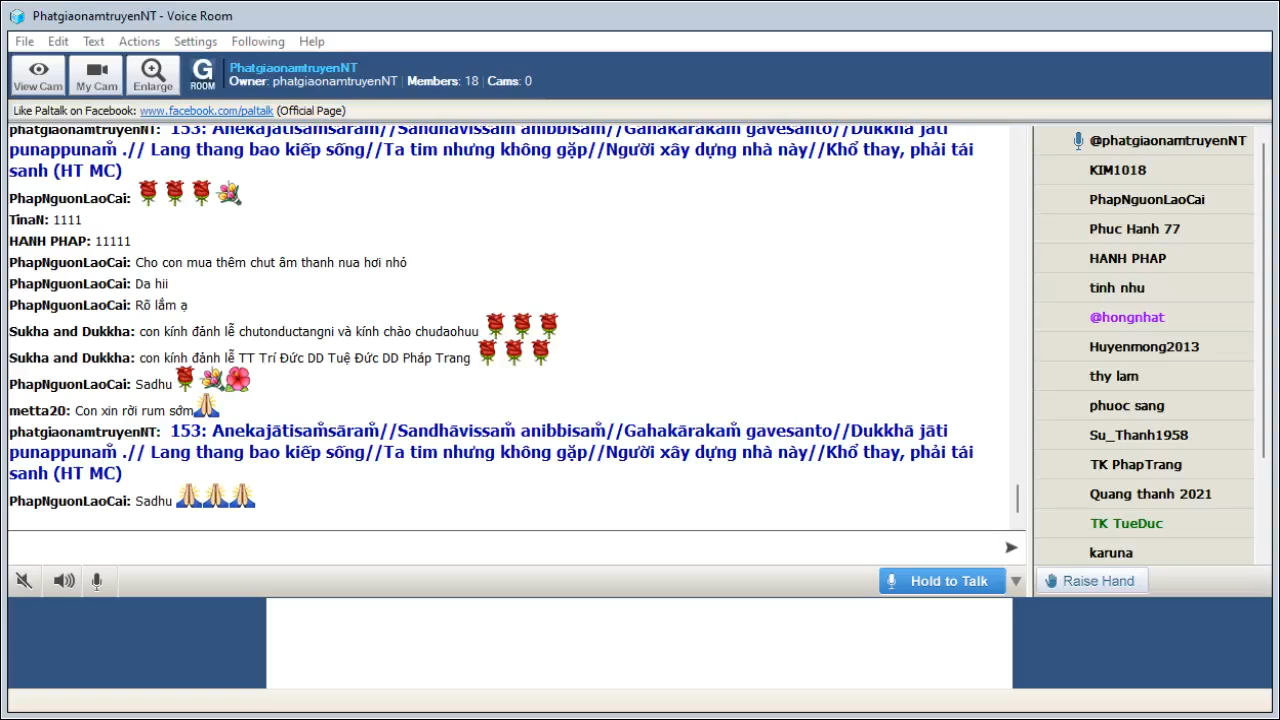 PhatgiaonamtruyenNT - Voice Room
File Edit Text Actions Settings Following Help
View Cam My Cam Enlarge G ROOM
PhatgiaonamtruyenNT
Owner: phatgiaonamtruyenNT | Members: 18 | Cams: 0
Like Paltalk on Facebook: www.facebook.com/paltalk (Official Page)
phatgiaonamtruyenNT: 153: Anekajātisaṁsāraṁ//Sandhāvissaṁ anibbisaṁ//Gahakārakaṁ gavesanto//Dukkhā jāti
punappunaṁ .// Lang thang bao kiếp sống//Ta tìm nhưng không gặp//Người xây dựng nhà này//Khổ thay, phải tái
sanh (HT MC)
PhapNguonLaoCai:
TinaN: 1111
HANH PHAP: 11111
PhapNguonLaoCai: Cho con mua thêm chut âm thanh nua hơi nhỏ
PhapNguonLaoCai: Da hii
PhapNguonLaoCai: Rõ lắm ạ
Sukha and Dukkha: con kính đảnh lễ chutonductangni và kính chào chudaohuu
Sukha and Dukkha: con kính đảnh lễ TT Trí Đức DD Tuệ Đức DD Pháp Trang
PhapNguonLaoCai: Sadhu
metta20: Con xin rời rum sớm
phatgiaonamtruyenNT: 153: Anekajātisaṁsāraṁ//Sandhāvissaṁ anibbisaṁ//Gahakārakaṁ gavesanto//Dukkhā jāti
punappunaṁ .// Lang thang bao kiếp sống//Ta tìm nhưng không gặp//Người xây dựng nhà này//Khổ thay, phải tái
sanh (HT MC)
PhapNguonLaoCai: Sadhu
Hold to Talk
@phatgiaonamtruyenNT
KIM1018
PhapNguonLaoCai
Phuc Hanh 77
HANH PHAP
tinh nhu
@hongnhat
Huyenmong2013
thy lam
phuoc sang
Su_Thanh1958
TK PhapTrang
Quang thanh 2021
TK TueDuc
karuna
Raise Hand